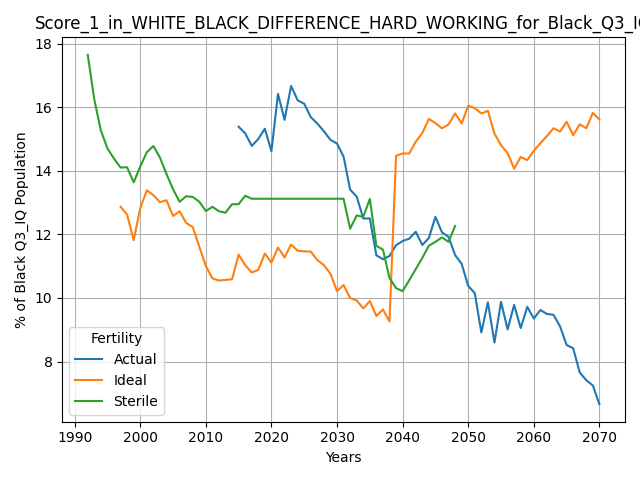 Score_1_in_WHITE_BLACK_DIFFERENCE_HARD_WORKING_for_Black_Q3_IQ
18
16
14
12
10
8
% of Black Q3_IQ Population
Fertility
Actual
Ideal
Sterile
1990 2000 2010 2020 2030 2040 2050 2060 2070
Years